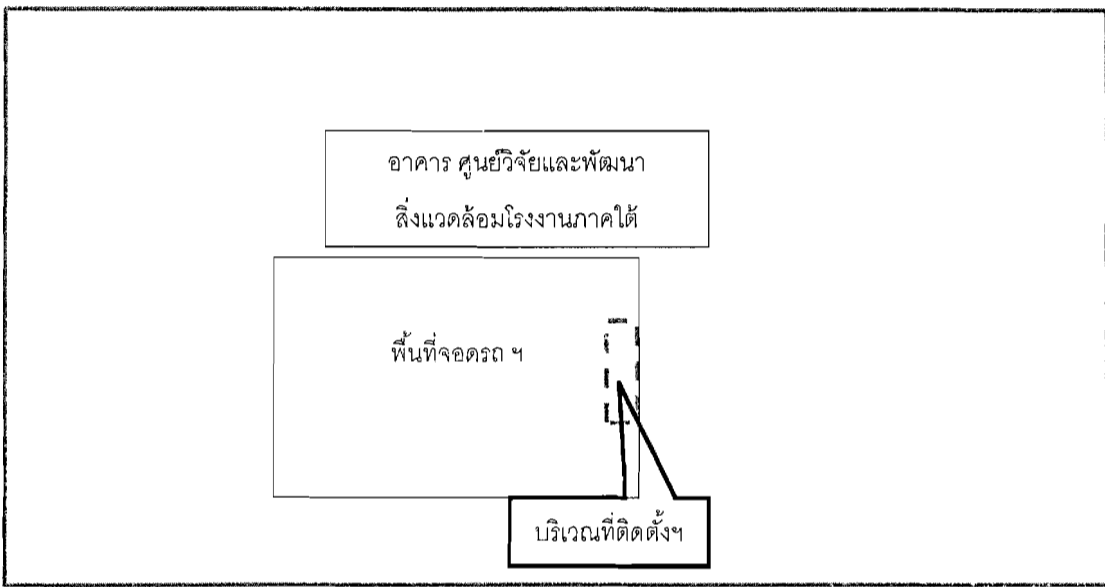 อาคาร ศูนย์วิจัยและพัฒนา
สิ่งแวดล้อมโรงงานภาคใต้
พื้นที่จอดรถ ฯ
บริเวณที่ติดตั้งฯ